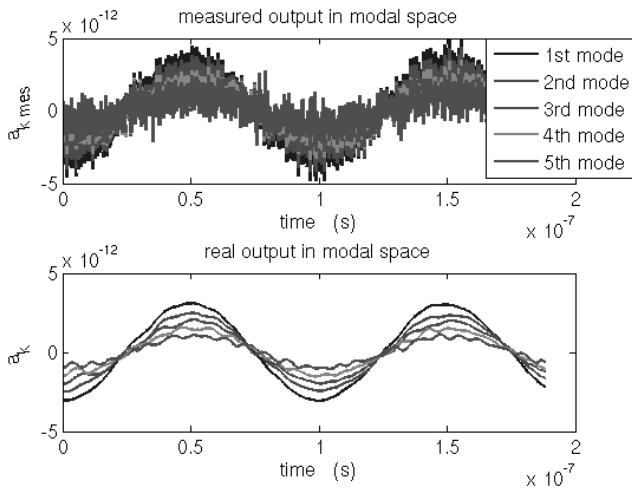 measured output in modal space
x 10^-12
5
0
-5
a_k mes
1st mode
2nd mode
3rd mode
4th mode
5th mode
0 0.5 1 1.5 2
time (s)
x 10^-7
real output in modal space
x 10^-12
5
0
-5
a_k
0 0.5 1 1.5 2
time (s)
x 10^-7